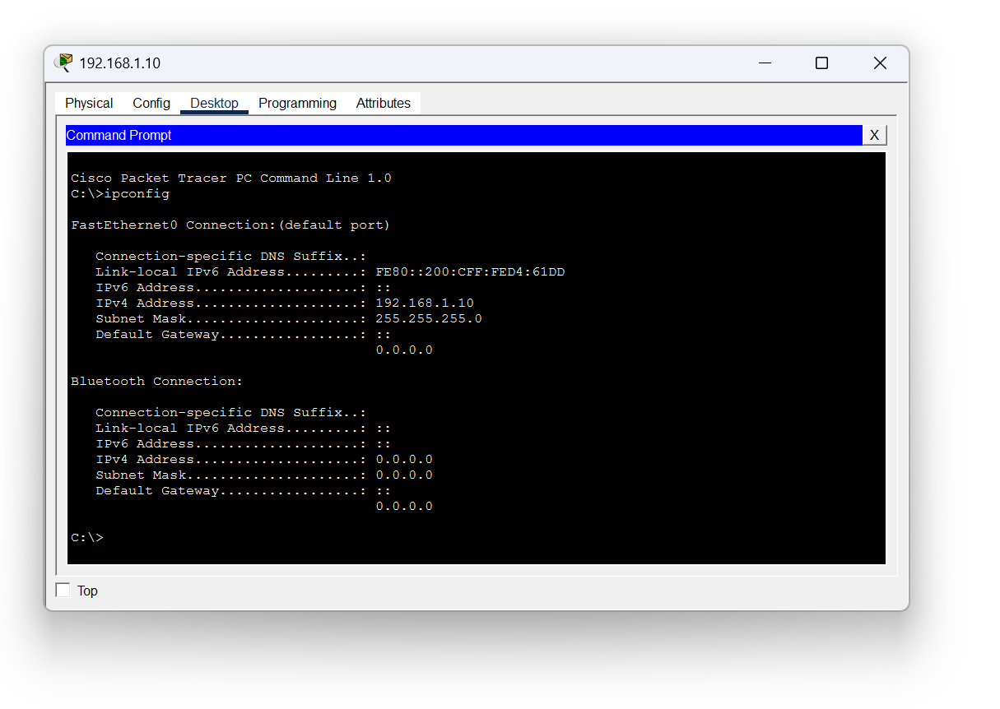 192.168.1.10
Physical Config Desktop Programming Attributes
Command Prompt X
Cisco Packet Tracer PC Command Line 1.0
C:\>ipconfig
FastEthernet0 Connection:(default port)
Connection-specific DNS Suffix..:
Link-local IPv6 Address.........: FE80::200:CFF:FED4:61DD
IPv6 Address....................: ::
IPv4 Address....................: 192.168.1.10
Subnet Mask.....................: 255.255.255.0
Default Gateway.................: ::
0.0.0.0
Bluetooth Connection:
Connection-specific DNS Suffix..:
Link-local IPv6 Address.........: ::
IPv6 Address....................: ::
IPv4 Address....................: 0.0.0.0
Subnet Mask.....................: 0.0.0.0
Default Gateway.................: ::
0.0.0.0
C:\>
Top